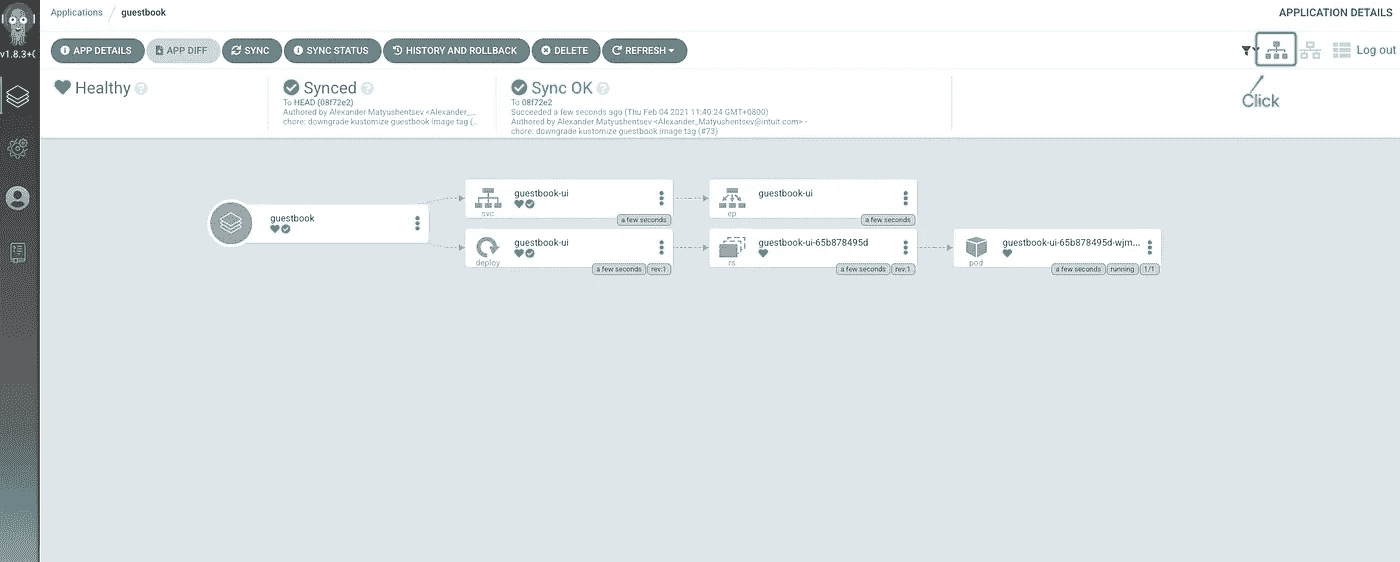 Applications / guestbook
APPLICATION DETAILS
v1.8.3+(
APP DETAILS
APP DIFF
SYNC
SYNC STATUS
HISTORY AND ROLLBACK
DELETE
REFRESH
Log out
Click
Healthy
Synced
To HEAD (08f72e2)
Authored by Alexander Matyushentsev <Alexander_...
chore: downgrade kustomize guestbook image tag (...
Sync OK
To 08f72e2
Succeeded a few seconds ago (Thu Feb 04 2021 11:40:24 GMT+0800)
Authored by Alexander Matyushentsev <Alexander_Matyushentsev@intuit.com> -
chore: downgrade kustomize guestbook image tag (#73)
guestbook
guestbook-ui
svc
a few seconds
guestbook-ui
ep
a few seconds
guestbook-ui
deploy
a few seconds
rev:1
guestbook-ui-65b878495d
rs
a few seconds
rev:1
guestbook-ui-65b878495d-wjm...
pod
a few seconds
running
1/1